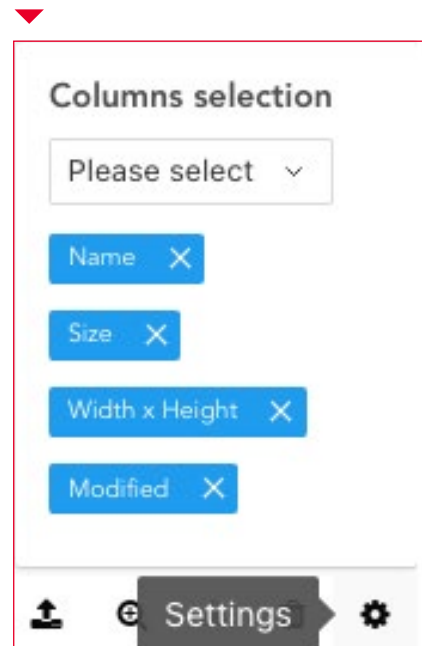 Columns selection
Please select
Name
Size
Width x Height
Modified
Settings